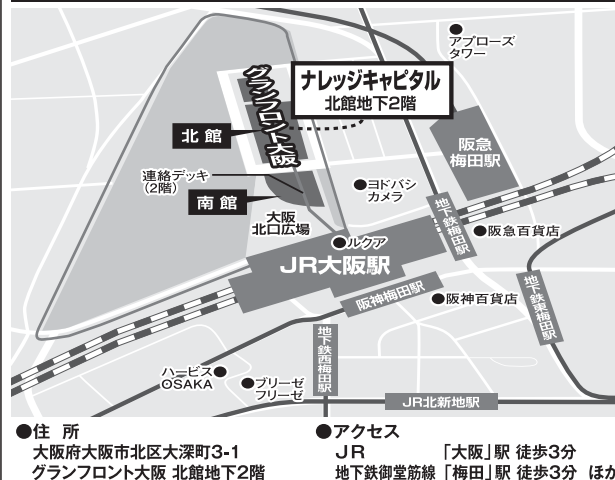 アプローズ
タワー
ナレッジキャピタル
北館地下2階
グランフロント大阪
北館
阪急
梅田駅
連絡デッキ
(2階)
南館
ヨドバシ
カメラ
大阪
北口広場
地下鉄梅田駅
ルクア
阪急百貨店
JR大阪駅
阪神梅田駅
阪神百貨店
地下鉄東梅田駅
地下鉄西梅田駅
ハービス
OSAKA
ブリーゼ
ブリーゼ
JR北新地駅
●住 所
大阪府大阪市北区大深町3-1
グランフロント大阪 北館地下2階
●アクセス
JR 「大阪」駅 徒歩3分
地下鉄御堂筋線 「梅田」駅 徒歩3分 ほか